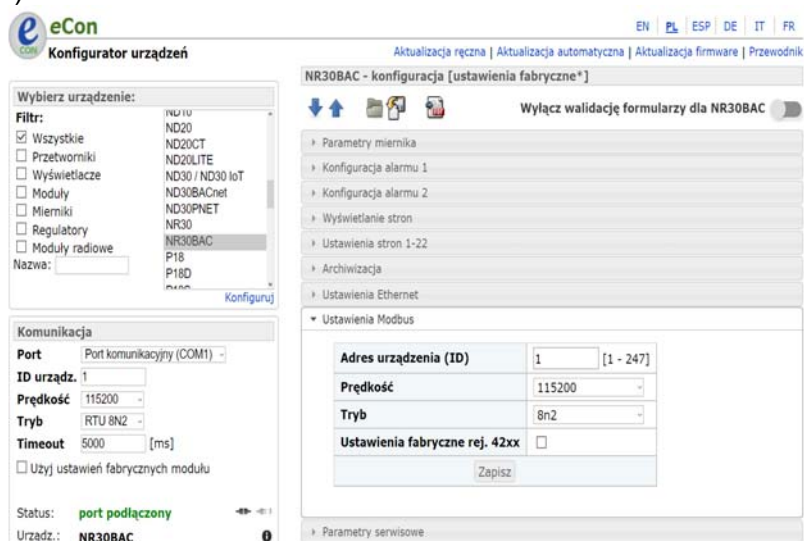 eCon
CON
Konfigurator urządzeń
EN | PL | ESP | DE | IT | FR
Aktualizacja ręczna | Aktualizacja automatyczna | Aktualizacja firmware | Przewodnik
Wybierz urządzenie:
Filtr:
Wszystkie
Przetworniki
Wyświetlacze
Moduły
Mierniki
Regulatory
Moduły radiowe
Nazwa:
ND10
ND20
ND20CT
ND20LITE
ND30 / ND30 IoT
ND30BACnet
ND30PNET
NR30
NR30BAC
P18
P18D
Konfiguruj
Komunikacja
Port Port komunikacyjny (COM1)
ID urządz. 1
Prędkość 115200
Tryb RTU 8N2
Timeout 5000 [ms]
Użyj ustawień fabrycznych modułu
Status: port podłączony
Urządz.: NR30BAC
NR30BAC - konfiguracja [ustawienia fabryczne*]
Wyłącz walidację formularzy dla NR30BAC
Parametry miernika
Konfiguracja alarmu 1
Konfiguracja alarmu 2
Wyświetlanie stron
Ustawienia stron 1-22
Archiwizacja
Ustawienia Ethernet
Ustawienia Modbus
Adres urządzenia (ID) 1 [1 - 247]
Prędkość 115200
Tryb 8n2
Ustawienia fabryczne rej. 42xx
Zapisz
Parametry serwisowe